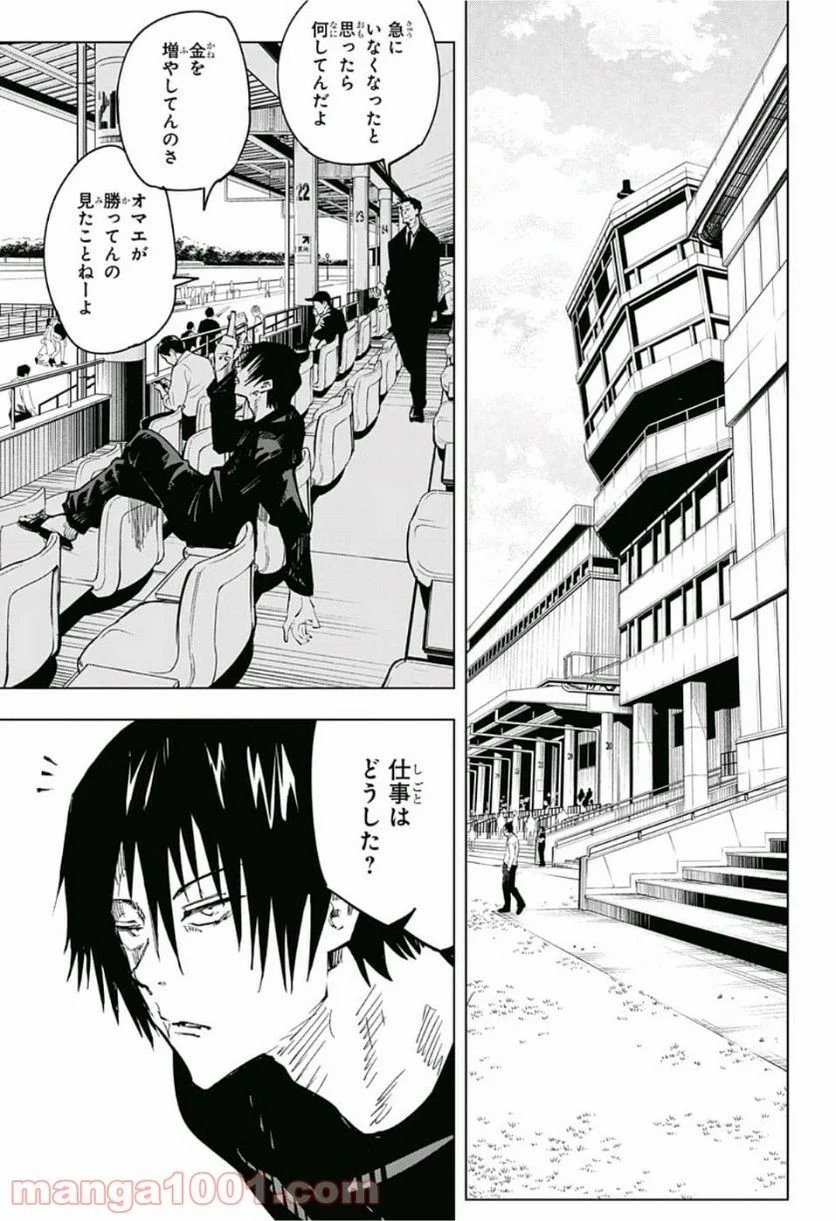 急に
いなくなったと
思ったら
何してんだよ
金を
増やしてんのさ
オマエが
勝ってんの
見たことねーよ
22
23
24
20
仕事は
どうした?
manga1001.com